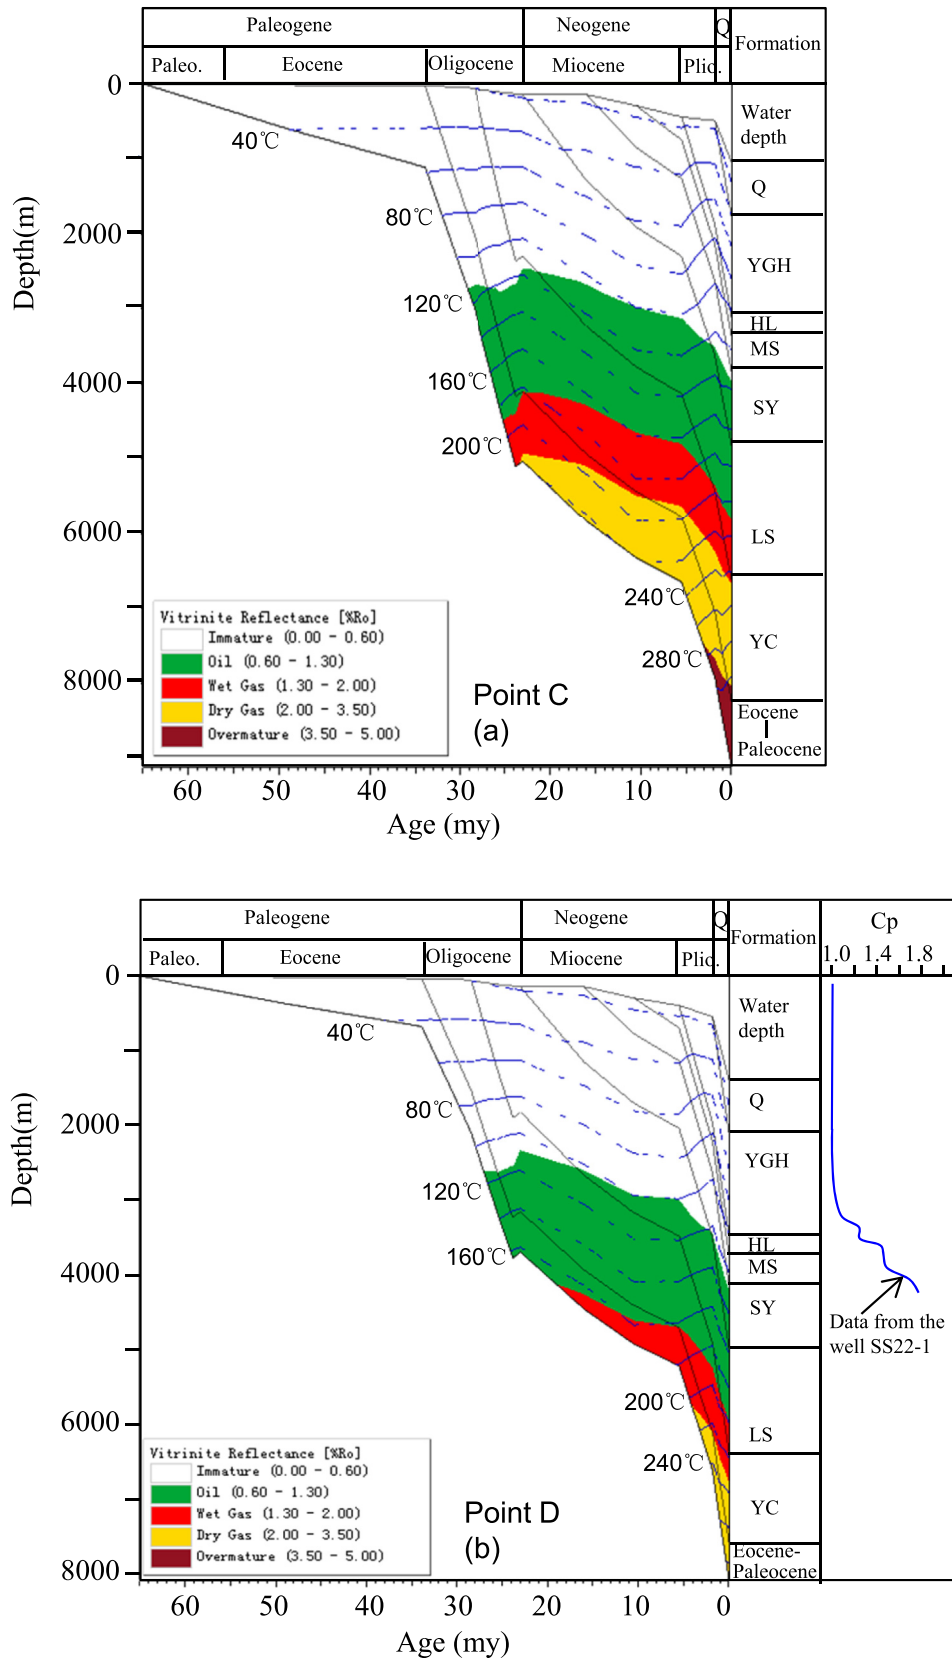 Paleogene Neogene Q Formation
Paleo. Eocene Oligocene Miocene Plio.
0
2000
4000
6000
8000
Depth(m)
40℃
80℃
120℃
160℃
200℃
240℃
280℃
Water
depth
Q
YGH
HL
MS
SY
LS
YC
Eocene
Paleocene
Vitrinite Reflectance [%Ro]
Immature (0.00 - 0.60)
Oil (0.60 - 1.30)
Wet Gas (1.30 - 2.00)
Dry Gas (2.00 - 3.50)
Overmature (3.50 - 5.00)
Point C
(a)
60 50 40 30 20 10 0
Age (my)
Paleogene Neogene Q Formation Cp
Paleo. Eocene Oligocene Miocene Plio. 1.0 1.4 1.8
0
2000
4000
6000
8000
Depth(m)
40℃
80℃
120℃
160℃
200℃
240℃
Water
depth
Q
YGH
HL
MS
SY
LS
YC
Eocene-
Paleocene
Data from the
well SS22-1
Vitrinite Reflectance [%Ro]
Immature (0.00 - 0.60)
Oil (0.60 - 1.30)
Wet Gas (1.30 - 2.00)
Dry Gas (2.00 - 3.50)
Overmature (3.50 - 5.00)
Point D
(b)
60 50 40 30 20 10 0
Age (my)